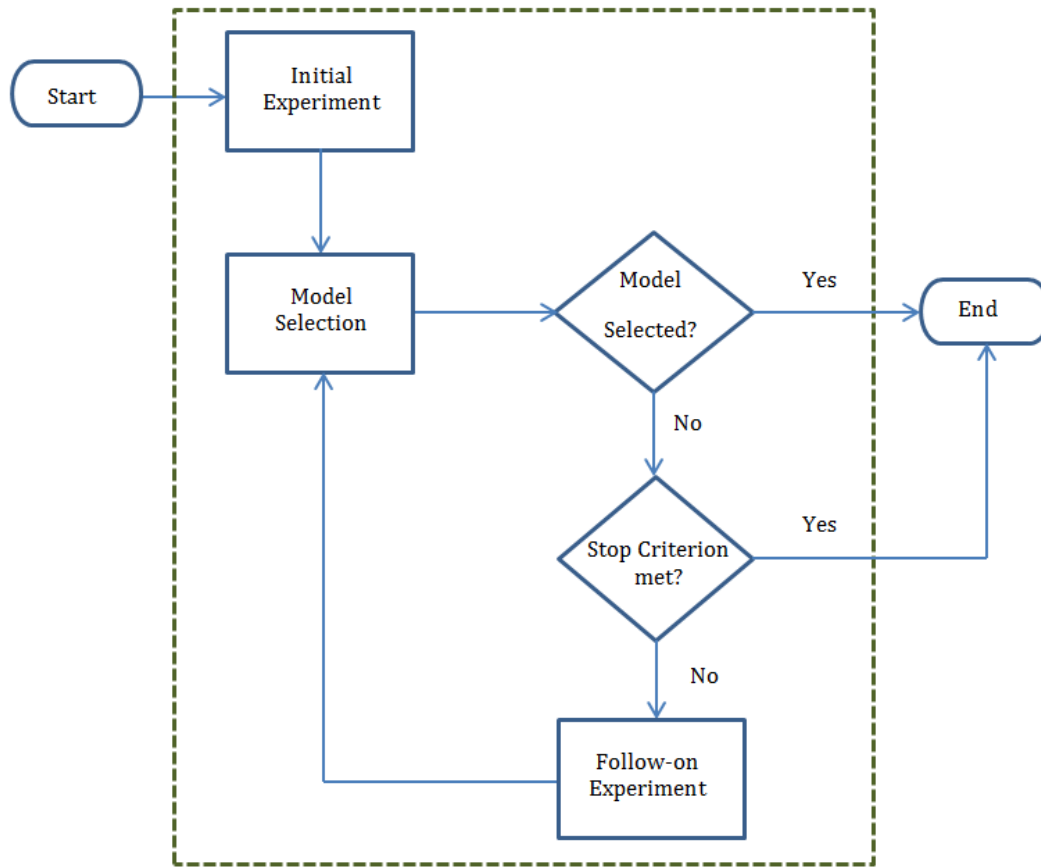 Start
Initial
Experiment
Model
Selection
Model
Selected?
Yes
End
No
Stop Criterion
met?
Yes
No
Follow-on
Experiment